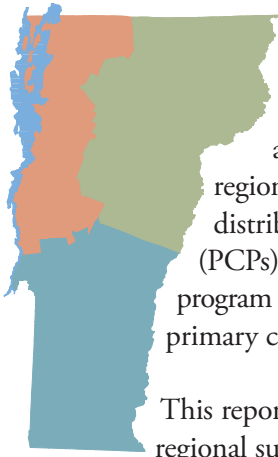 a
region
distrib
(PCPs)
program
primary c
This repor
regional su